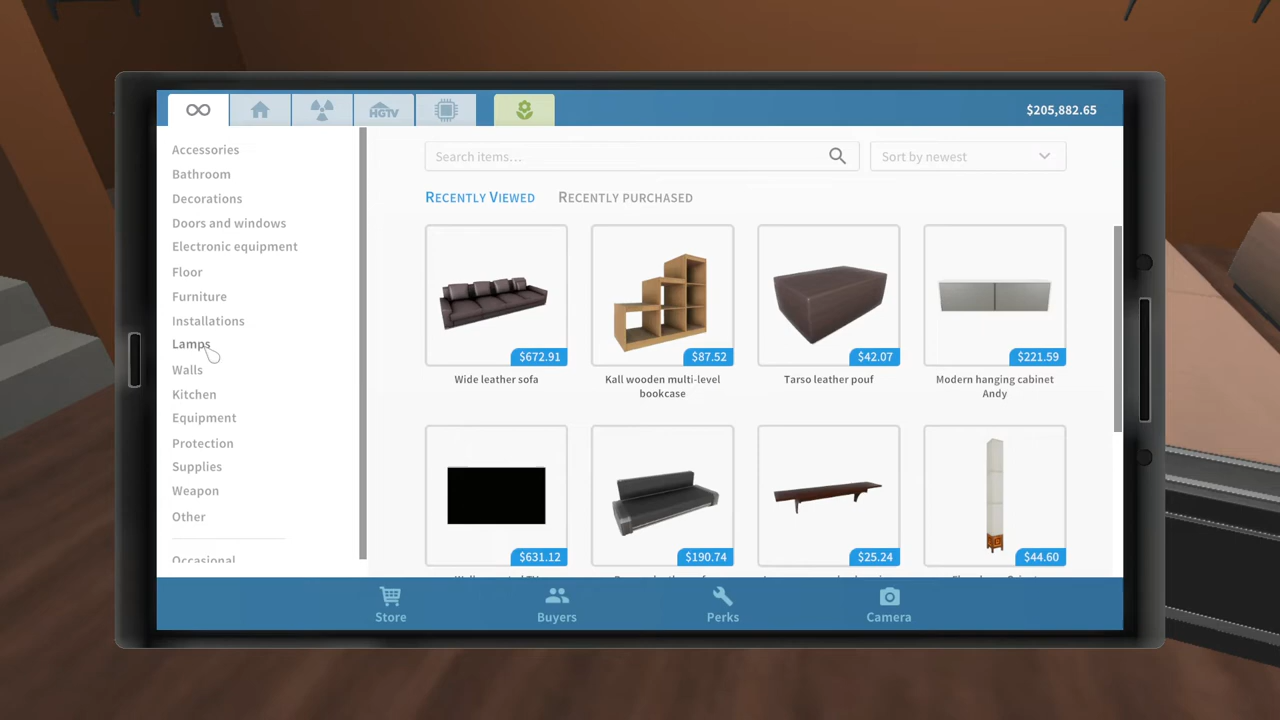 HGTV
$205,882.65
Accessories
Bathroom
Decorations
Doors and windows
Electronic equipment
Floor
Furniture
Installations
Lamps
Walls
Kitchen
Equipment
Protection
Supplies
Weapon
Other
Occasional
Search items...
Sort by newest
RECENTLY VIEWED
RECENTLY PURCHASED
$672.91
$87.52
$42.07
$221.59
Wide leather sofa
Kall wooden multi-level
bookcase
Tarso leather pouf
Modern hanging cabinet
Andy
$631.12
$190.74
$25.24
$44.60
Store
Buyers
Perks
Camera